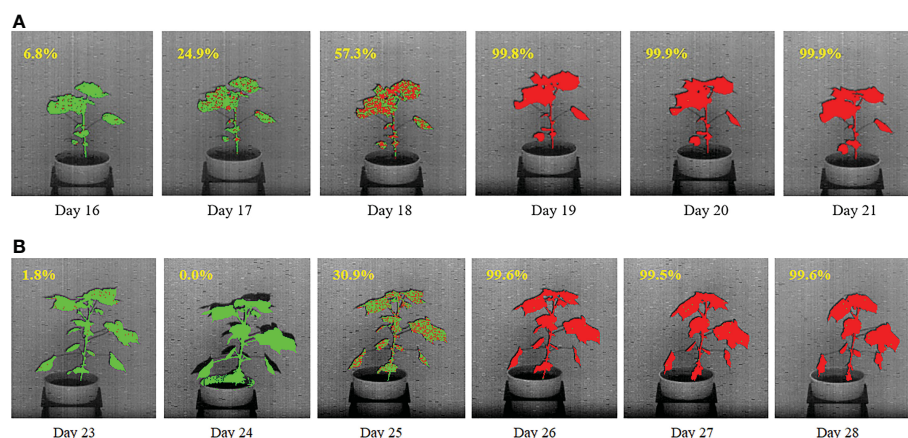 A
6.8% 24.9% 57.3% 99.8% 99.9% 99.9%
Day 16 Day 17 Day 18 Day 19 Day 20 Day 21
B
1.8% 0.0% 30.9% 99.6% 99.5% 99.6%
Day 23 Day 24 Day 25 Day 26 Day 27 Day 28